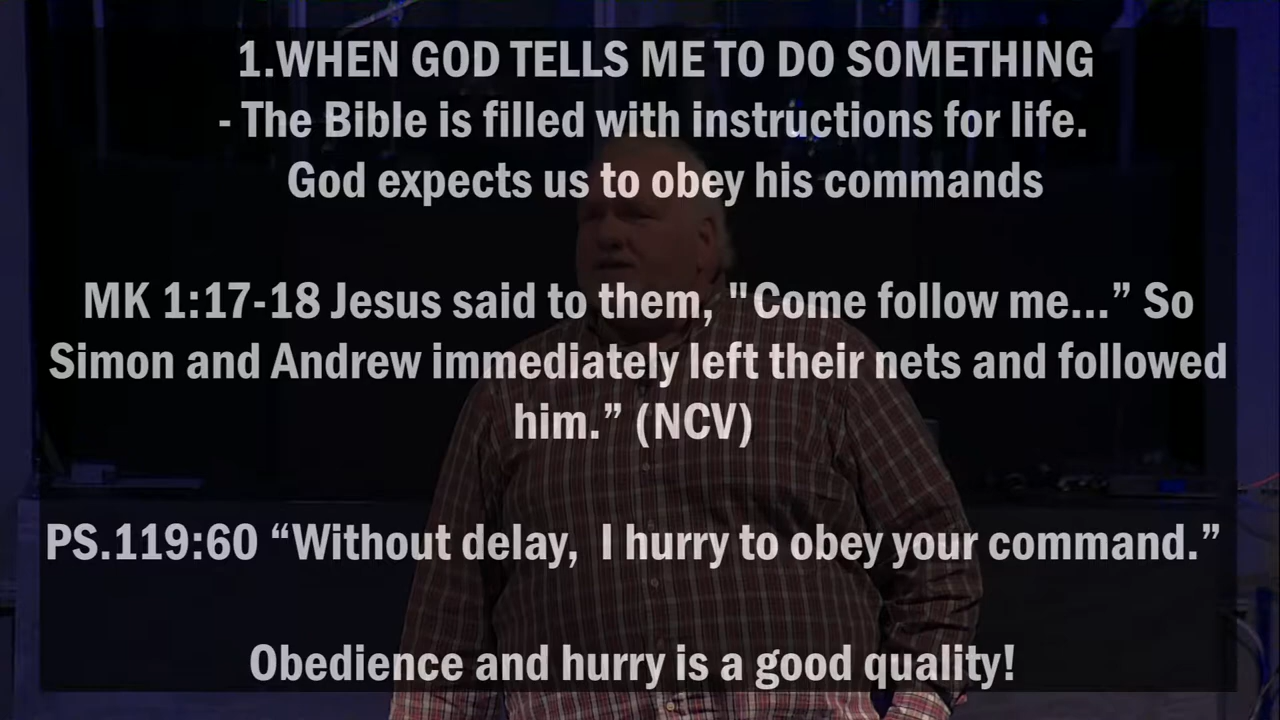 1.WHEN GOD TELLS ME TO DO SOMETHING
- The Bible is filled with instructions for life.
God expects us to obey his commands
MK 1:17-18 Jesus said to them, "Come follow me...” So
Simon and Andrew immediately left their nets and followed
him.” (NCV)
PS.119:60 “Without delay,  I hurry to obey your command.”
Obedience and hurry is a good quality!